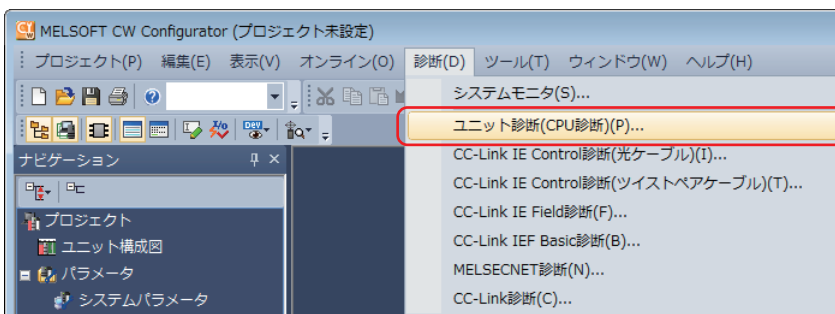 MELSOFT CW Configurator (プロジェクト未設定)
プロジェクト(P) 編集(E) 表示(V) オンライン(O) 診断(D) ツール(T) ウィンドウ(W) ヘルプ(H)
システムモニタ(S)...
ユニット診断(CPU診断)(P)...
CC-Link IE Control診断(光ケーブル)(I)...
CC-Link IE Control診断(ツイストペアケーブル)(T)...
CC-Link IE Field診断(F)...
CC-Link IEF Basic診断(B)...
MELSECNET診断(N)...
CC-Link診断(C)...
ナビゲーション
プロジェクト
ユニット構成図
パラメータ
システムパラメータ